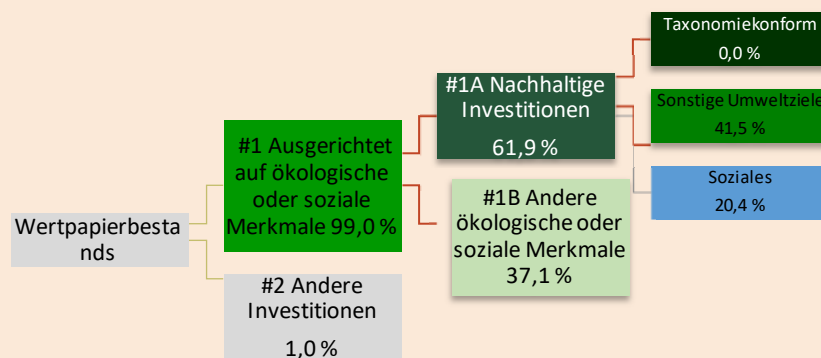 Wertpapierbesta
nds
#1 Ausgerichtet
auf ökologische
oder soziale
Merkmale 99,0 %
#2 Andere
Investitionen
1,0 %
#1A Nachhaltige
Investitionen
61,9 %
#1B Andere
ökologische oder
soziale Merkmale
37,1 %
Taxonomiekonform
0,0 %
Sonstige Umweltziele
41,5 %
Soziales
20,4 %